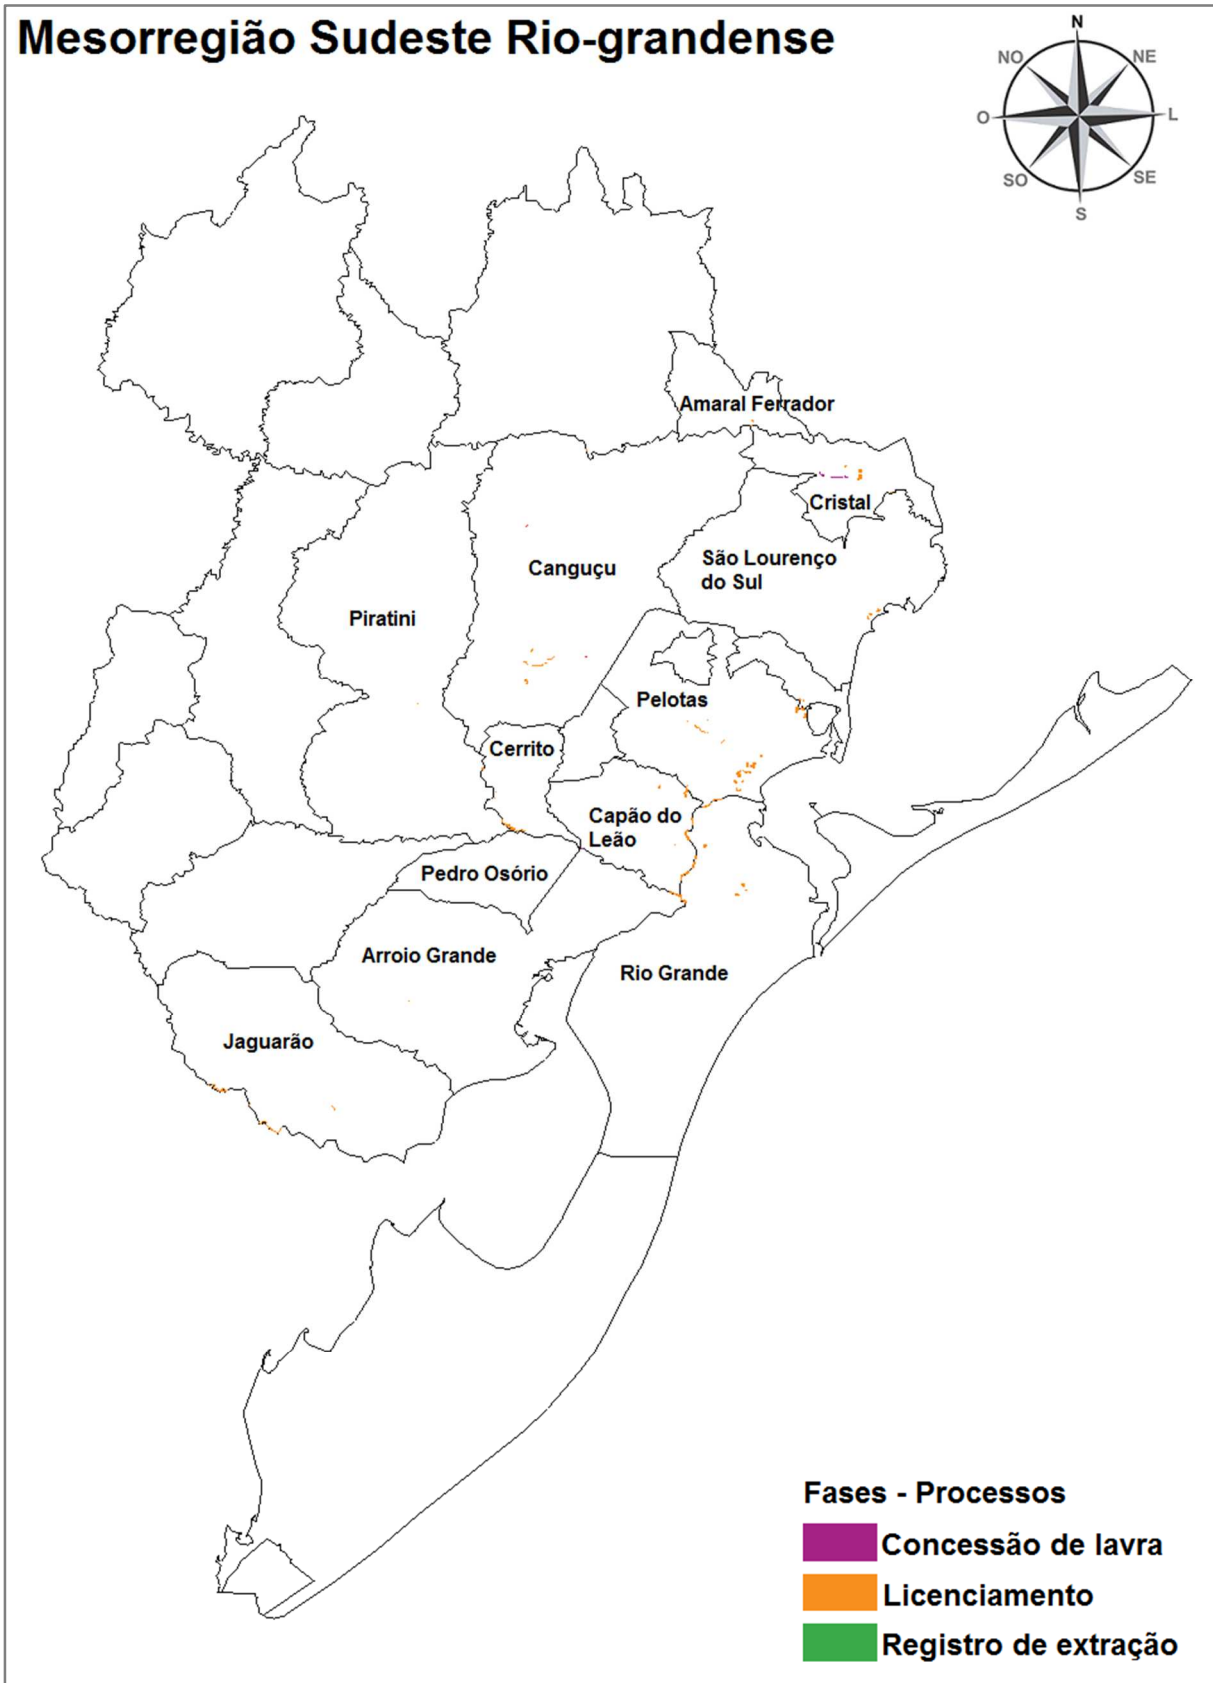 Mesorregião Sudeste Rio-grandense
N
NO
NE
O
L
SO
SE
S
Amaral Ferrador
Cristal
São Lourenço
do Sul
Canguçu
Piratini
Pelotas
Cerrito
Capão do
Leão
Pedro Osório
Arroio Grande
Rio Grande
Jaguarão
Fases - Processos
Concessão de lavra
Licenciamento
Registro de extração